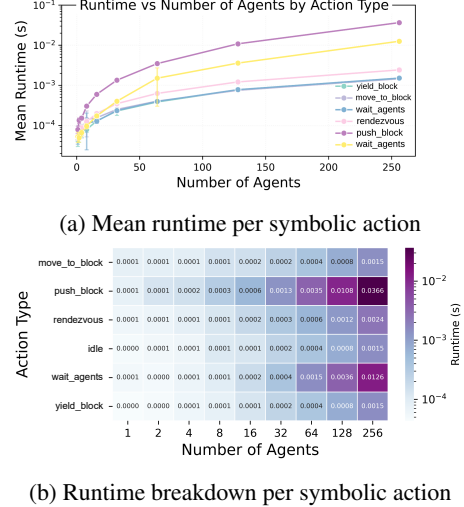 Runtime vs Number of Agents by Action Type
Mean Runtime (s)
10⁻¹
10⁻²
10⁻³
10⁻⁴
yield_block
move_to_block
wait_agents
rendezvous
push_block
wait_agents
0 50 100 150 200 250
Number of Agents
(a) Mean runtime per symbolic action
Action Type
move_to_block 0.0001 0.0001 0.0001 0.0001 0.0002 0.0002 0.0004 0.0008 0.0015
push_block 0.0001 0.0001 0.0002 0.0003 0.0006 0.0013 0.0035 0.0108 0.0366
rendezvous 0.0001 0.0001 0.0001 0.0001 0.0002 0.0003 0.0006 0.0012 0.0024
idle 0.0000 0.0001 0.0001 0.0001 0.0001 0.0002 0.0004 0.0008 0.0015
wait_agents 0.0001 0.0000 0.0001 0.0001 0.0002 0.0004 0.0015 0.0036 0.0126
yield_block 0.0000 0.0000 0.0001 0.0001 0.0001 0.0002 0.0004 0.0008 0.0015
1 2 4 8 16 32 64 128 256
Number of Agents
10⁻²
10⁻³
10⁻⁴
Runtime (s)
(b) Runtime breakdown per symbolic action